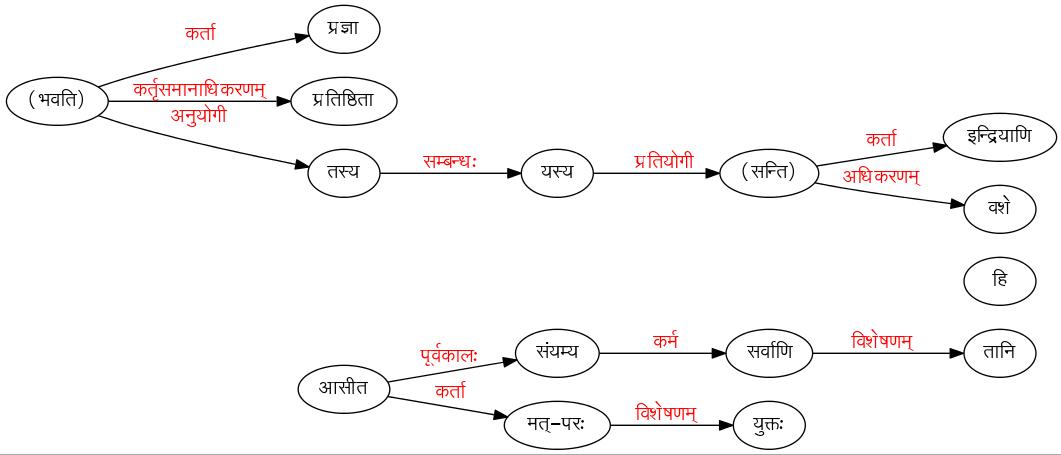 कर्ता
प्रज्ञा
(भवति)
कर्तृसमानाधिकरणम्
प्रतिष्ठिता
अनुयोगी
तस्य
सम्बन्धः
यस्य
प्रतियोगी
(सन्ति)
कर्ता
इन्द्रियाणि
अधिकरणम्
वशे
हि
आसीत
पूर्वकालः
संयम्य
कर्म
सर्वाणि
विशेषणम्
तानि
कर्ता
मत्-परः
विशेषणम्
युक्तः